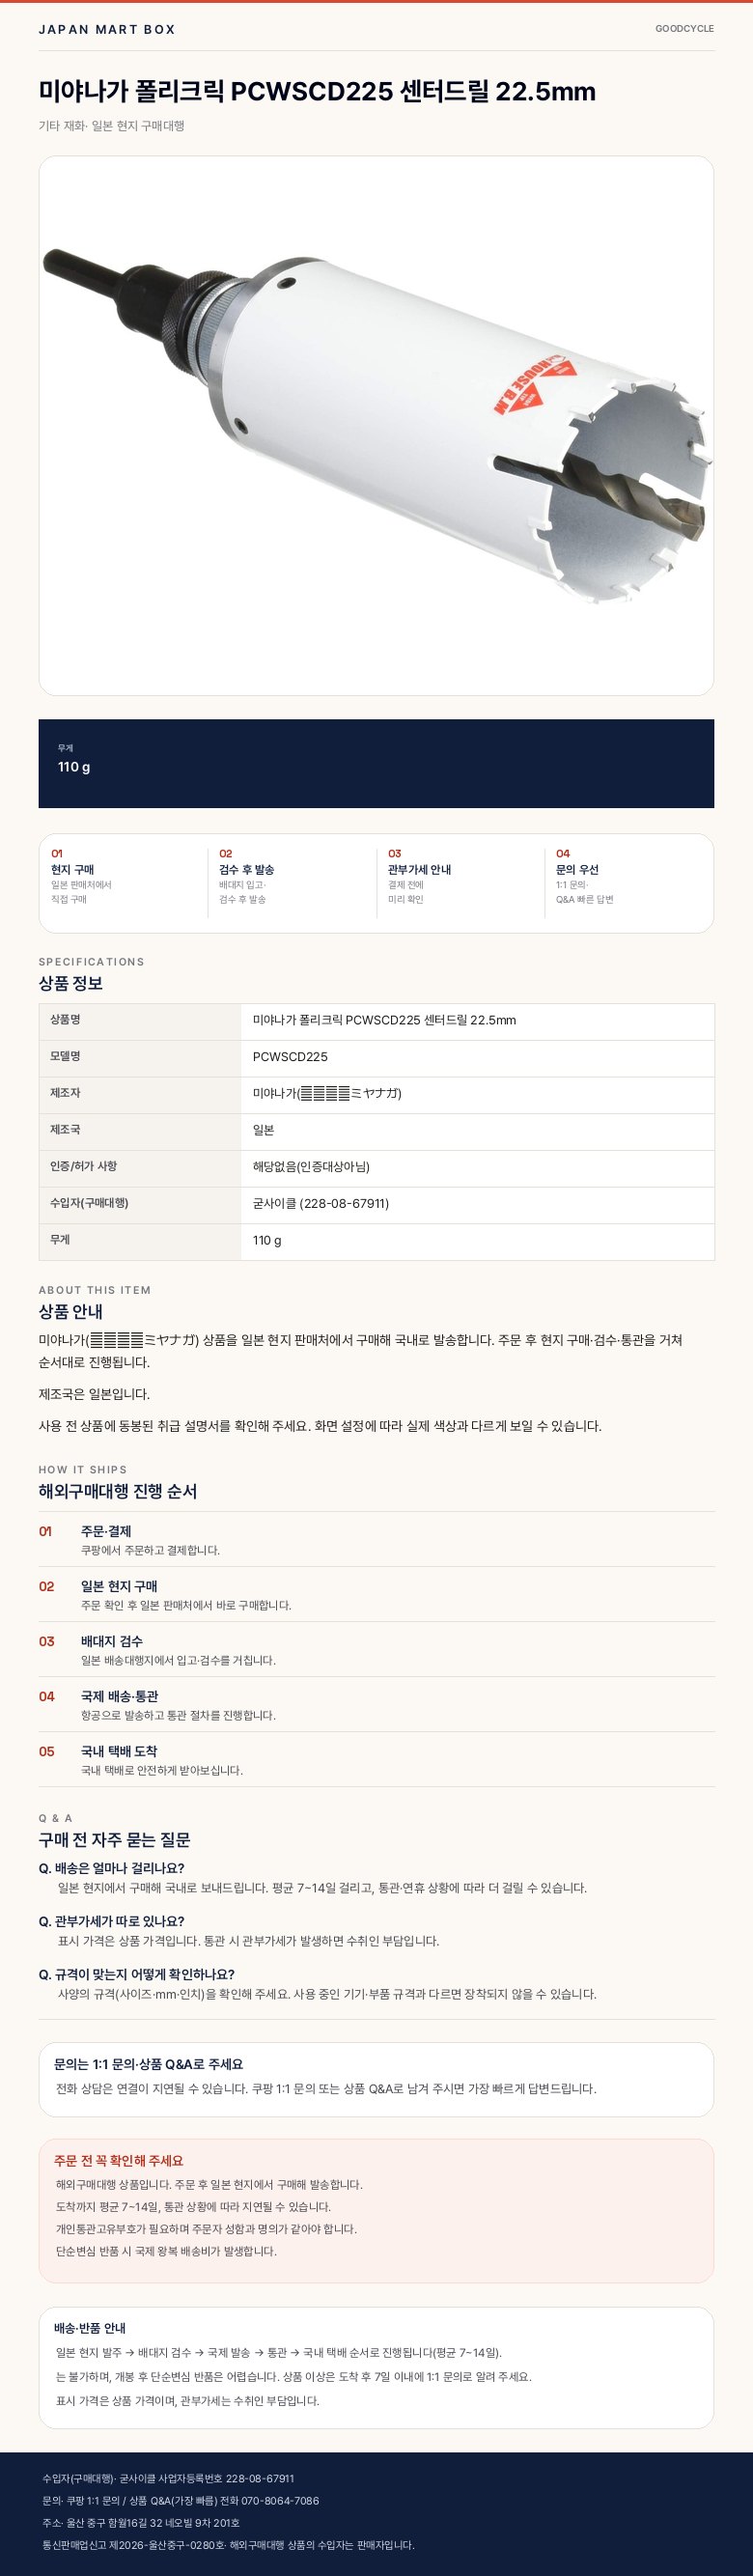 JAPAN MART BOX
GOODCYCLE
미야나가 폴리크릭 PCWSCD225 센터드릴 22.5mm
기타 재화· 일본 현지 구매대행
HOUSE B.M
무게
110 g
01
현지 구매
일본 판매처에서
직접 구매
02
검수 후 발송
배대지 입고·
검수 후 발송
03
관부가세 안내
결제 전에
미리 확인
04
문의 우선
1:1 문의·
Q&A 빠른 답변
SPECIFICATIONS
상품 정보
상품명 미야나가 폴리크릭 PCWSCD225 센터드릴 22.5mm
모델명 PCWSCD225
제조자 미야나가(䷀䷀䷀䷀ミヤナガ)
제조국 일본
인증/허가 사항 해당없음(인증대상아님)
수입자(구매대행) 굳사이클 (228-08-67911)
무게 110 g
ABOUT THIS ITEM
상품 안내
미야나가(䷀䷀䷀䷀ミヤナガ) 상품을 일본 현지 판매처에서 구매해 국내로 발송합니다. 주문 후 현지 구매·검수·통관을 거쳐
순서대로 진행됩니다.
제조국은 일본입니다.
사용 전 상품에 동봉된 취급 설명서를 확인해 주세요. 화면 설정에 따라 실제 색상과 다르게 보일 수 있습니다.
HOW IT SHIPS
해외구매대행 진행 순서
01 주문·결제
쿠팡에서 주문하고 결제합니다.
02 일본 현지 구매
주문 확인 후 일본 판매처에서 바로 구매합니다.
03 배대지 검수
일본 배송대행지에서 입고·검수를 거칩니다.
04 국제 배송·통관
항공으로 발송하고 통관 절차를 진행합니다.
05 국내 택배 도착
국내 택배로 안전하게 받아보십니다.
Q & A
구매 전 자주 묻는 질문
Q. 배송은 얼마나 걸리나요?
일본 현지에서 구매해 국내로 보내드립니다. 평균 7~14일 걸리고, 통관·연휴 상황에 따라 더 걸릴 수 있습니다.
Q. 관부가세가 따로 있나요?
표시 가격은 상품 가격입니다. 통관 시 관부가세가 발생하면 수취인 부담입니다.
Q. 규격이 맞는지 어떻게 확인하나요?
사양의 규격(사이즈·mm·인치)을 확인해 주세요. 사용 중인 기기·부품 규격과 다르면 장착되지 않을 수 있습니다.
문의는 1:1 문의·상품 Q&A로 주세요
전화 상담은 연결이 지연될 수 있습니다. 쿠팡 1:1 문의 또는 상품 Q&A로 남겨 주시면 가장 빠르게 답변드립니다.
주문 전 꼭 확인해 주세요
해외구매대행 상품입니다. 주문 후 일본 현지에서 구매해 발송합니다.
도착까지 평균 7~14일, 통관 상황에 따라 지연될 수 있습니다.
개인통관고유부호가 필요하며 주문자 성함과 명의가 같아야 합니다.
단순변심 반품 시 국제 왕복 배송비가 발생합니다.
배송·반품 안내
일본 현지 발주 → 배대지 검수 → 국제 발송 → 통관 → 국내 택배 순서로 진행됩니다(평균 7~14일).
는 불가하며, 개봉 후 단순변심 반품은 어렵습니다. 상품 이상은 도착 후 7일 이내에 1:1 문의로 알려 주세요.
표시 가격은 상품 가격이며, 관부가세는 수취인 부담입니다.
수입자(구매대행)· 굳사이클 사업자등록번호 228-08-67911
문의· 쿠팡 1:1 문의 / 상품 Q&A(가장 빠름) 전화 070-8064-7086
주소· 울산 중구 함월16길 32 네오빌 9차 201호
통신판매업신고 제2026-울산중구-0280호· 해외구매대행 상품의 수입자는 판매자입니다.